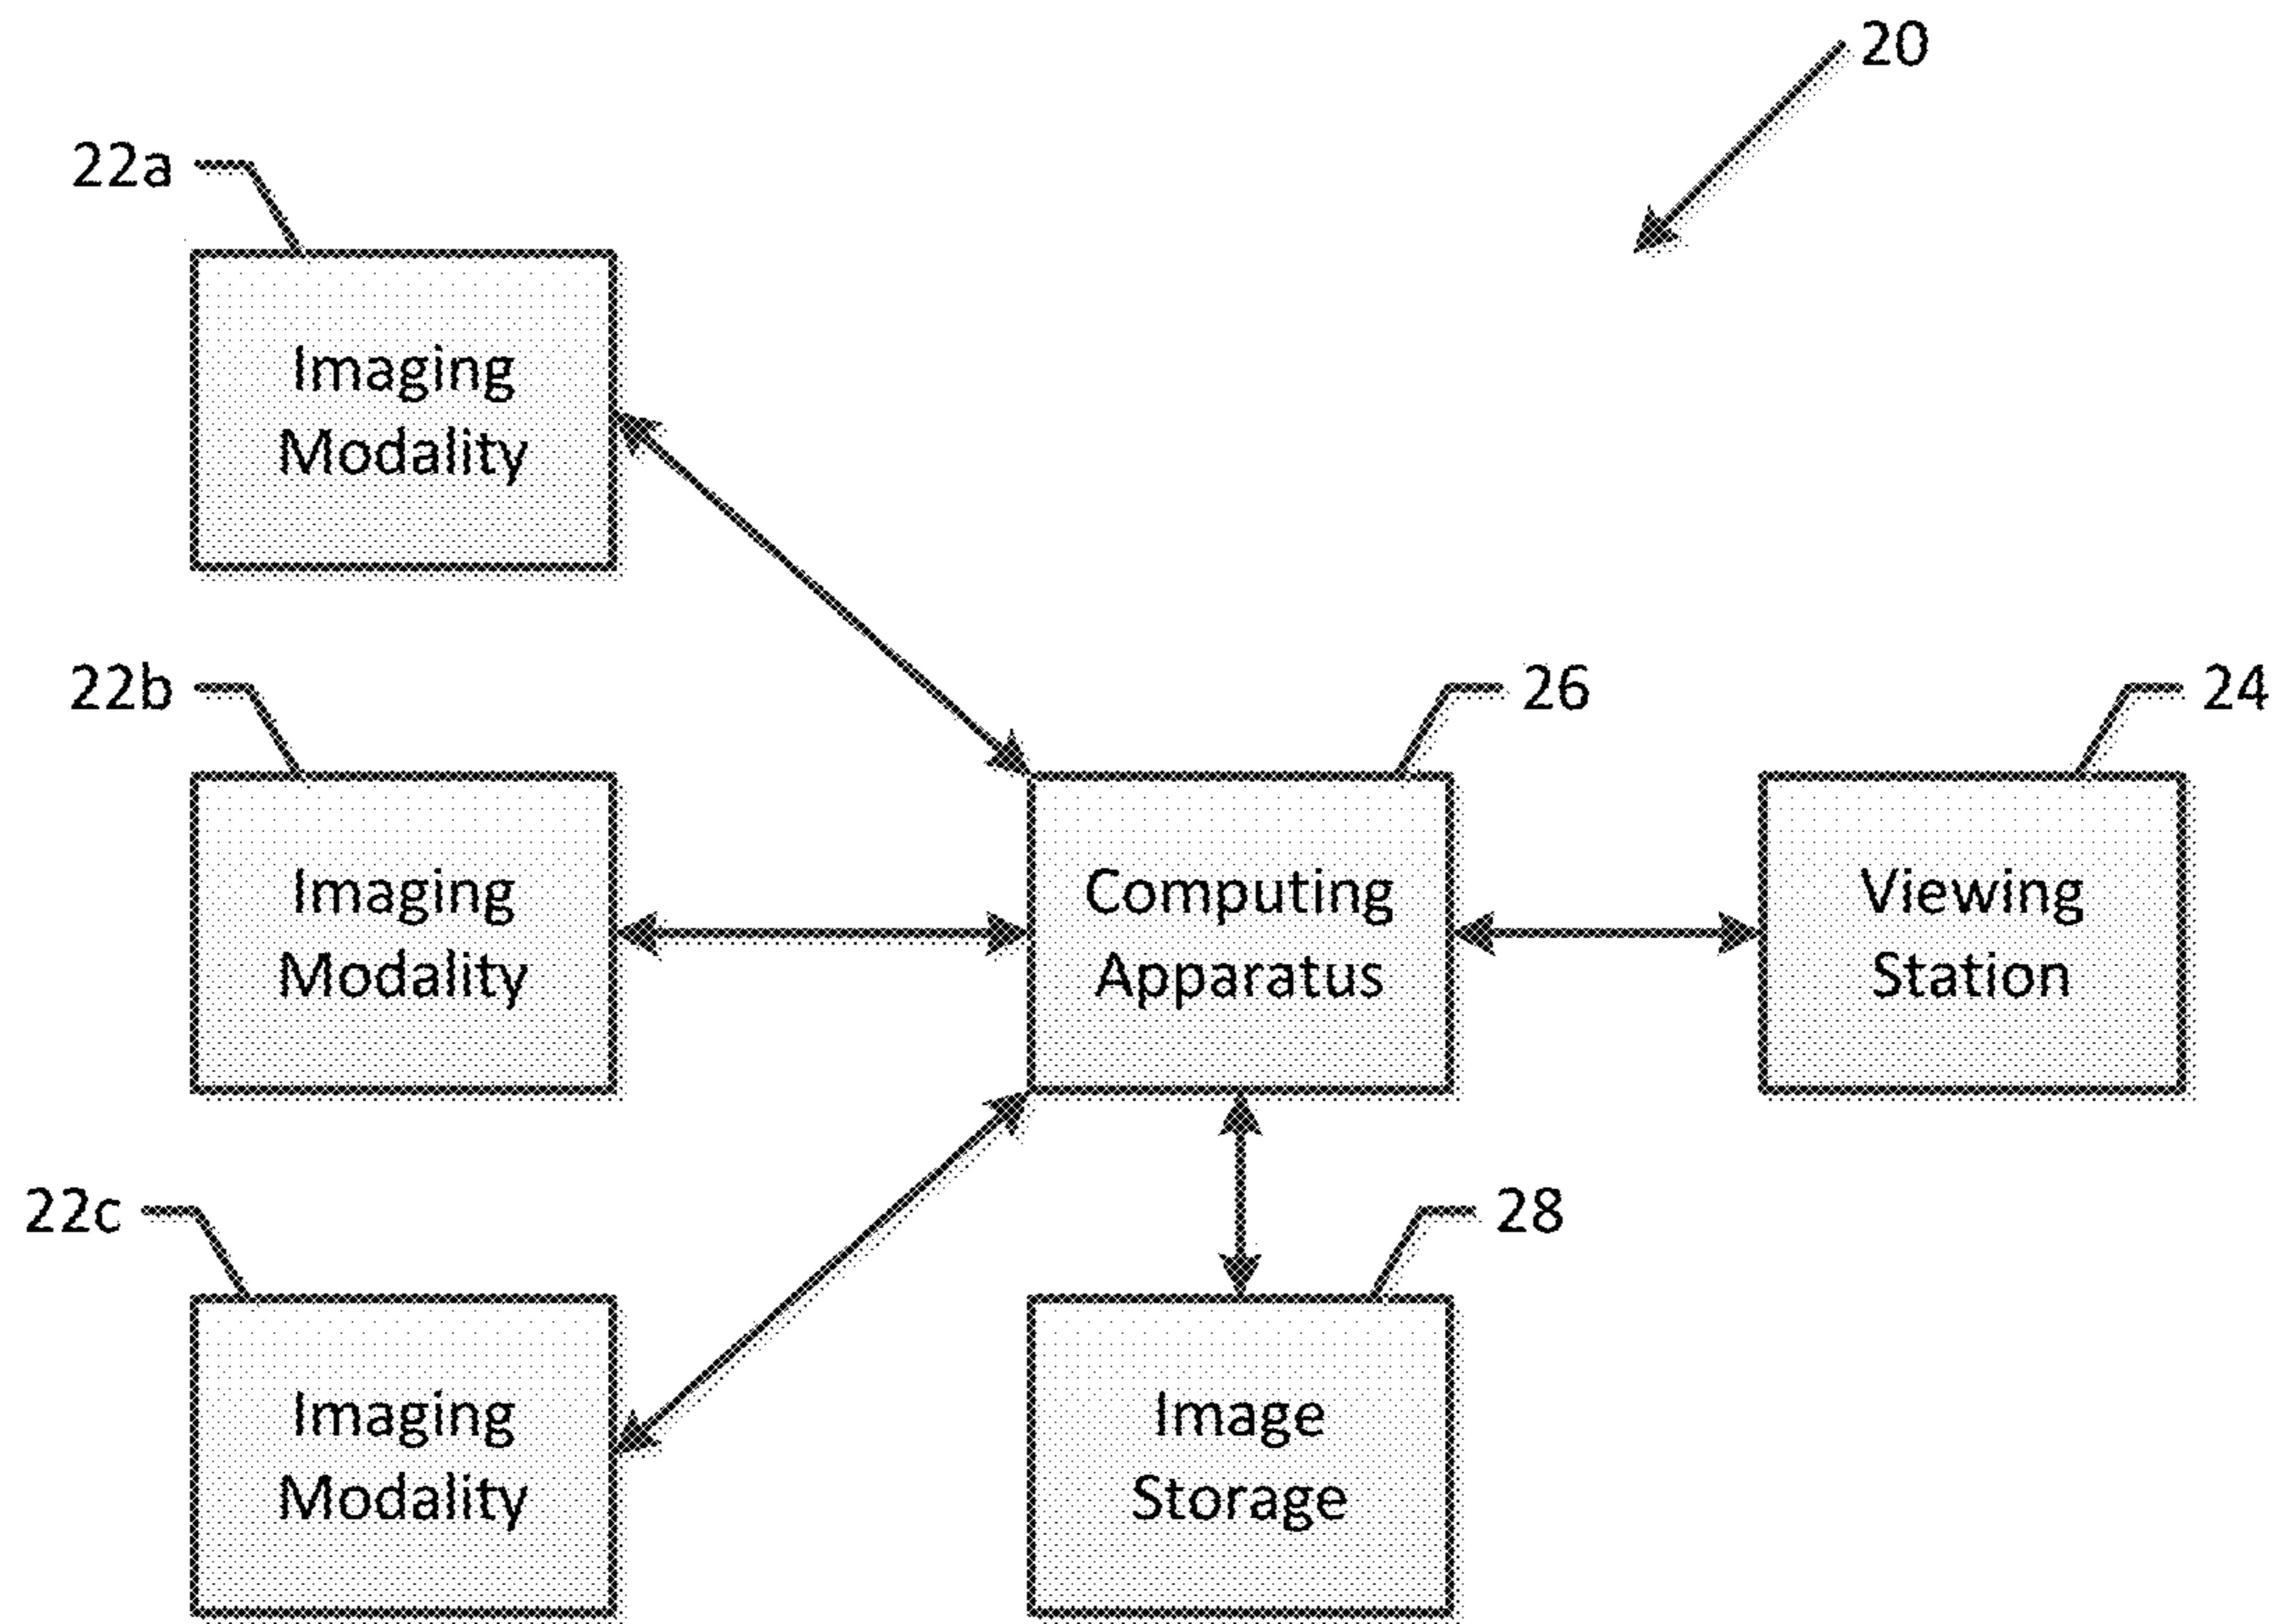 20
22a
Imaging
Modality
22b
Imaging
Modality
26
Computing
Apparatus
24
Viewing
Station
22c
Imaging
Modality
28
Image
Storage